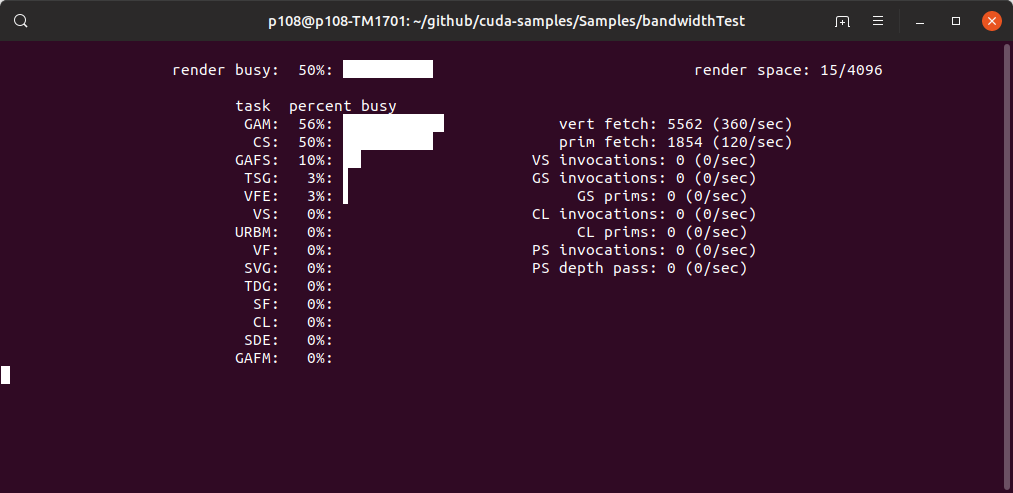 p108@p108-TM1701: ~/github/cuda-samples/Samples/bandwidthTest
render busy: 50%: render space: 15/4096
task percent busy
GAM: 56%: vert fetch: 5562 (360/sec)
CS: 50%: prim fetch: 1854 (120/sec)
GAFS: 10%: VS invocations: 0 (0/sec)
TSG: 3%: GS invocations: 0 (0/sec)
VFE: 3%: GS prims: 0 (0/sec)
VS: 0%: CL invocations: 0 (0/sec)
URBM: 0%: CL prims: 0 (0/sec)
VF: 0%: PS invocations: 0 (0/sec)
SVG: 0%: PS depth pass: 0 (0/sec)
TDG: 0%:
SF: 0%:
CL: 0%:
SDE: 0%:
GAFM: 0%: